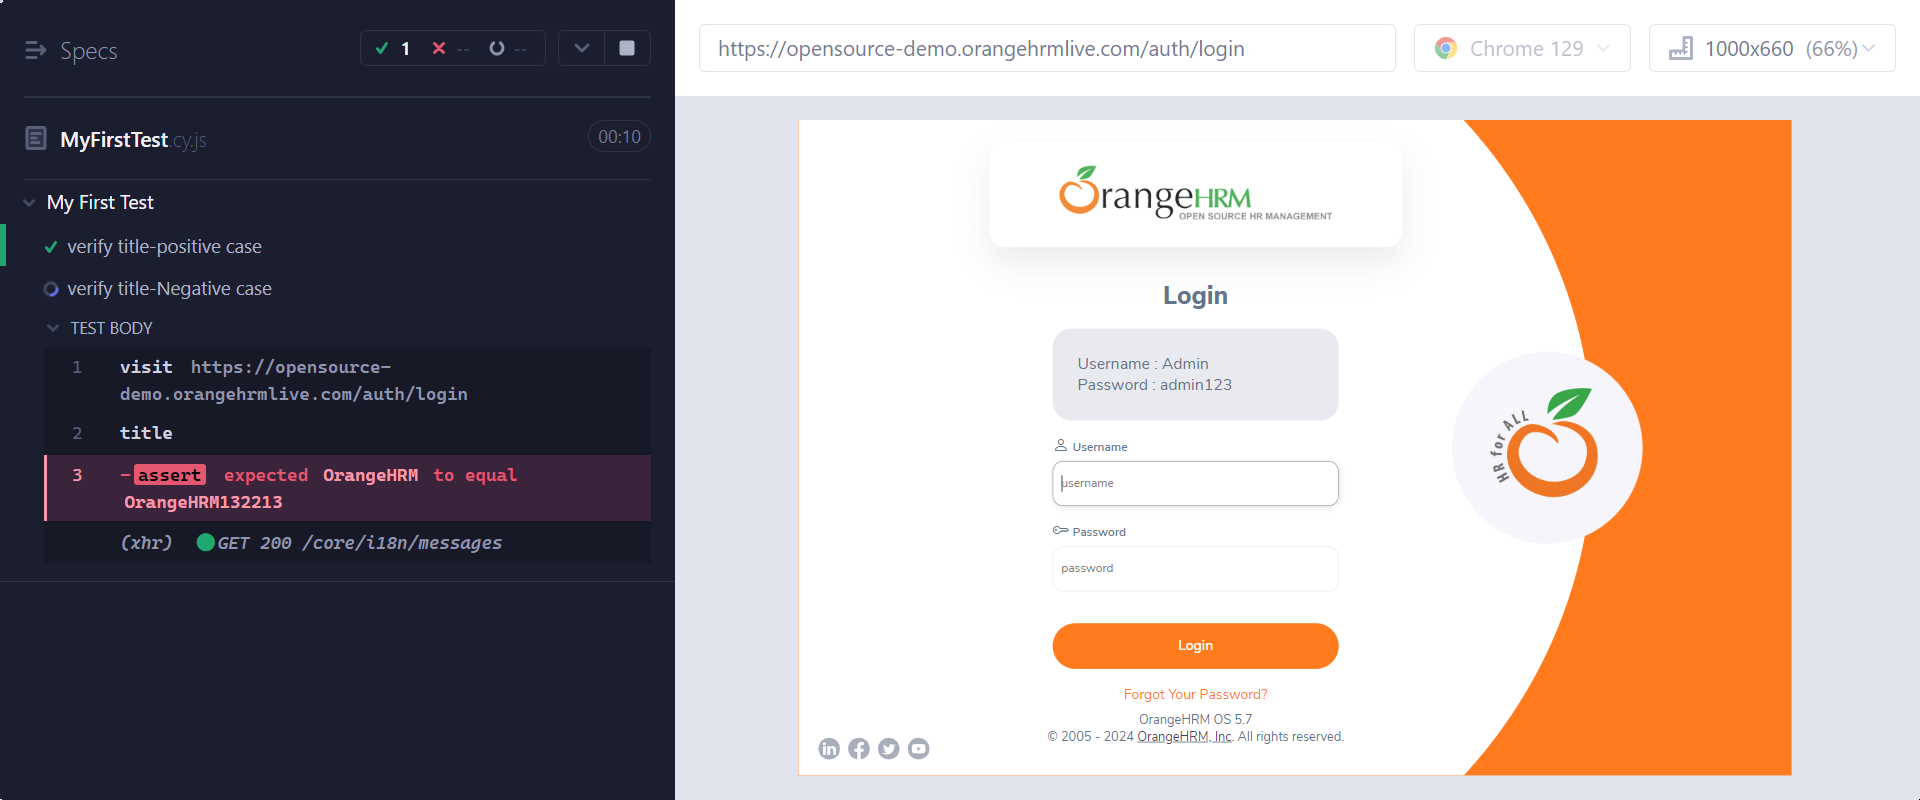 Specs
1
--
--
MyFirstTest.cy.js
00:10
My First Test
verify title-positive case
verify title-Negative case
TEST BODY
1 visit https://opensource-
demo.orangehrmlive.com/auth/login
2 title
3 -assert expected OrangeHRM to equal
OrangeHRM132213
(xhr) GET 200 /core/i18n/messages
https://opensource-demo.orangehrmlive.com/auth/login
Chrome 129
1000x660 (66%)
OrangeHRM
OPEN SOURCE HR MANAGEMENT
Login
Username : Admin
Password : admin123
Username
username
Password
password
Login
Forgot Your Password?
OrangeHRM OS 5.7
© 2005 - 2024 OrangeHRM, Inc. All rights reserved.
HR for ALL